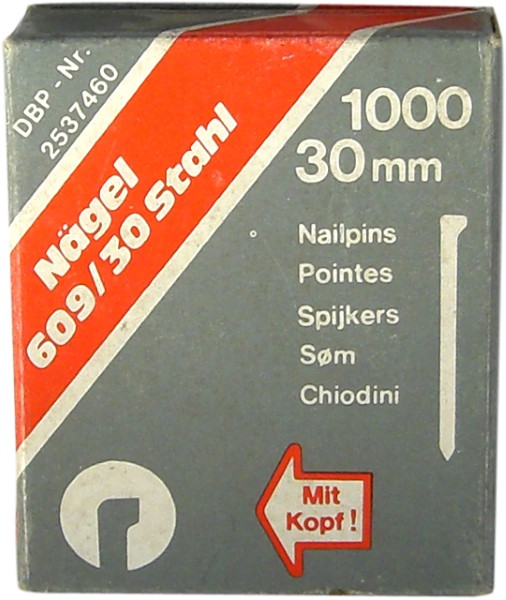 DBP - Nr.
2537460
Nägel
609/30 Stahl
1000
30 mm
Nailpins
Pointes
Spijkers
Søm
Chiodini
Mit
Kopf!